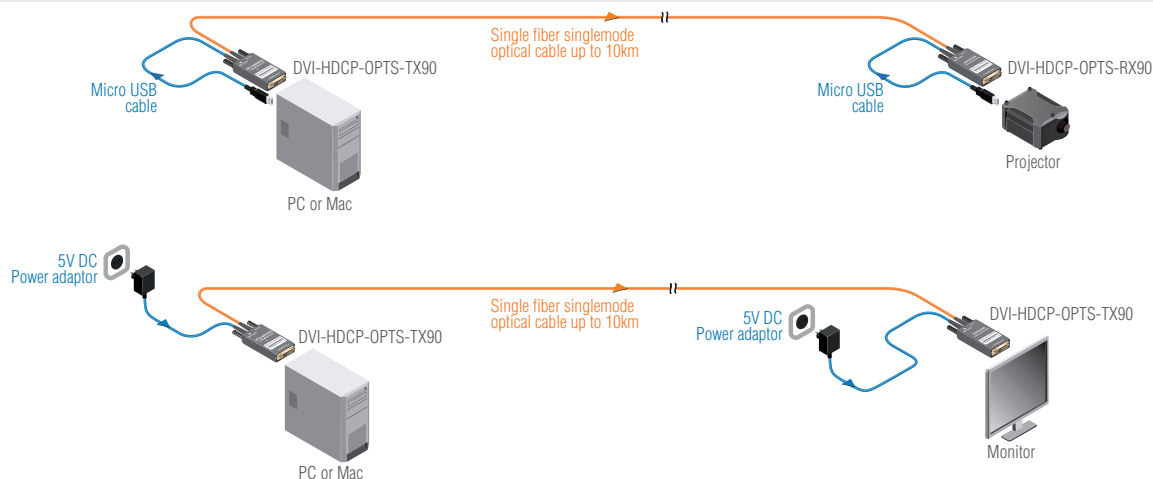 Single fiber singlemode
optical cable up to 10km
DVI-HDCP-OPTS-TX90
DVI-HDCP-OPTS-RX90
Micro USB
cable
Micro USB
cable
Projector
PC or Mac
5V DC
Power adaptor
Single fiber singlemode
optical cable up to 10km
5V DC
Power adaptor
DVI-HDCP-OPTS-TX90
DVI-HDCP-OPTS-TX90
Monitor
PC or Mac